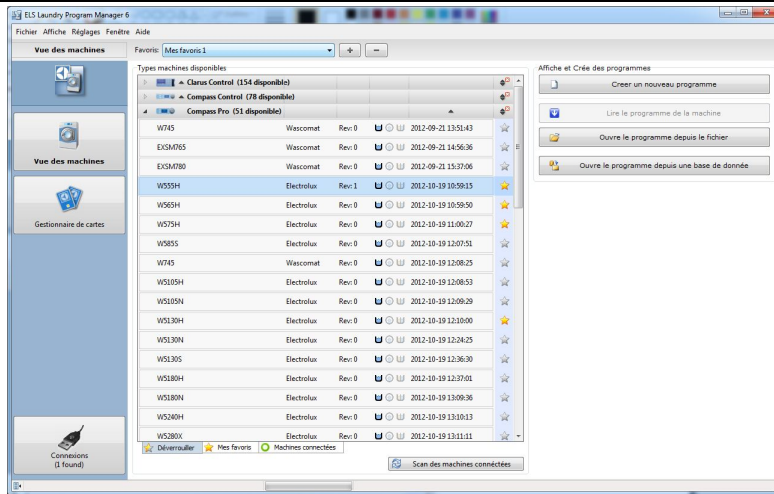 ELS Laundry Program Manager 6
Fichier Affiche Réglages Fenêtre Aide
Vue des machines
Favoris: Mes favoris 1
Types machines disponibles
Clarus Control (154 disponible)
Compass Control (78 disponible)
Compass Pro (51 disponible)
W745 Wascomat Rev: 0 2012-09-21 13:51:43
EXSM765 Wascomat Rev: 0 2012-09-21 14:56:36
EXSM780 Wascomat Rev: 0 2012-09-21 15:37:06
W555H Electrolux Rev: 1 2012-10-19 10:59:15
W565H Electrolux Rev: 0 2012-10-19 10:59:50
W575H Electrolux Rev: 0 2012-10-19 11:00:27
W585S Electrolux Rev: 0 2012-10-19 12:07:51
W745 Wascomat Rev: 0 2012-10-19 12:08:25
W5105H Electrolux Rev: 0 2012-10-19 12:08:53
W5105N Electrolux Rev: 0 2012-10-19 12:09:29
W5130H Electrolux Rev: 0 2012-10-19 12:10:00
W5130N Electrolux Rev: 0 2012-10-19 12:24:25
W5130S Electrolux Rev: 0 2012-10-19 12:36:30
W5180H Electrolux Rev: 0 2012-10-19 12:37:01
W5180N Electrolux Rev: 0 2012-10-19 13:09:36
W5240H Electrolux Rev: 0 2012-10-19 13:10:13
W5280X Electrolux Rev: 0 2012-10-19 13:11:11
Déverrouiller Mes favoris Machines connectées
Scan des machines connéctées
Vue des machines
Gestionnaire de cartes
Connexions
(1 found)
Affiche et Crée des programmes
Creer un nouveau programme
Lire le programme de la machine
Ouvre le programme depuis le fichier
Ouvre le programme depuis une base de donnée